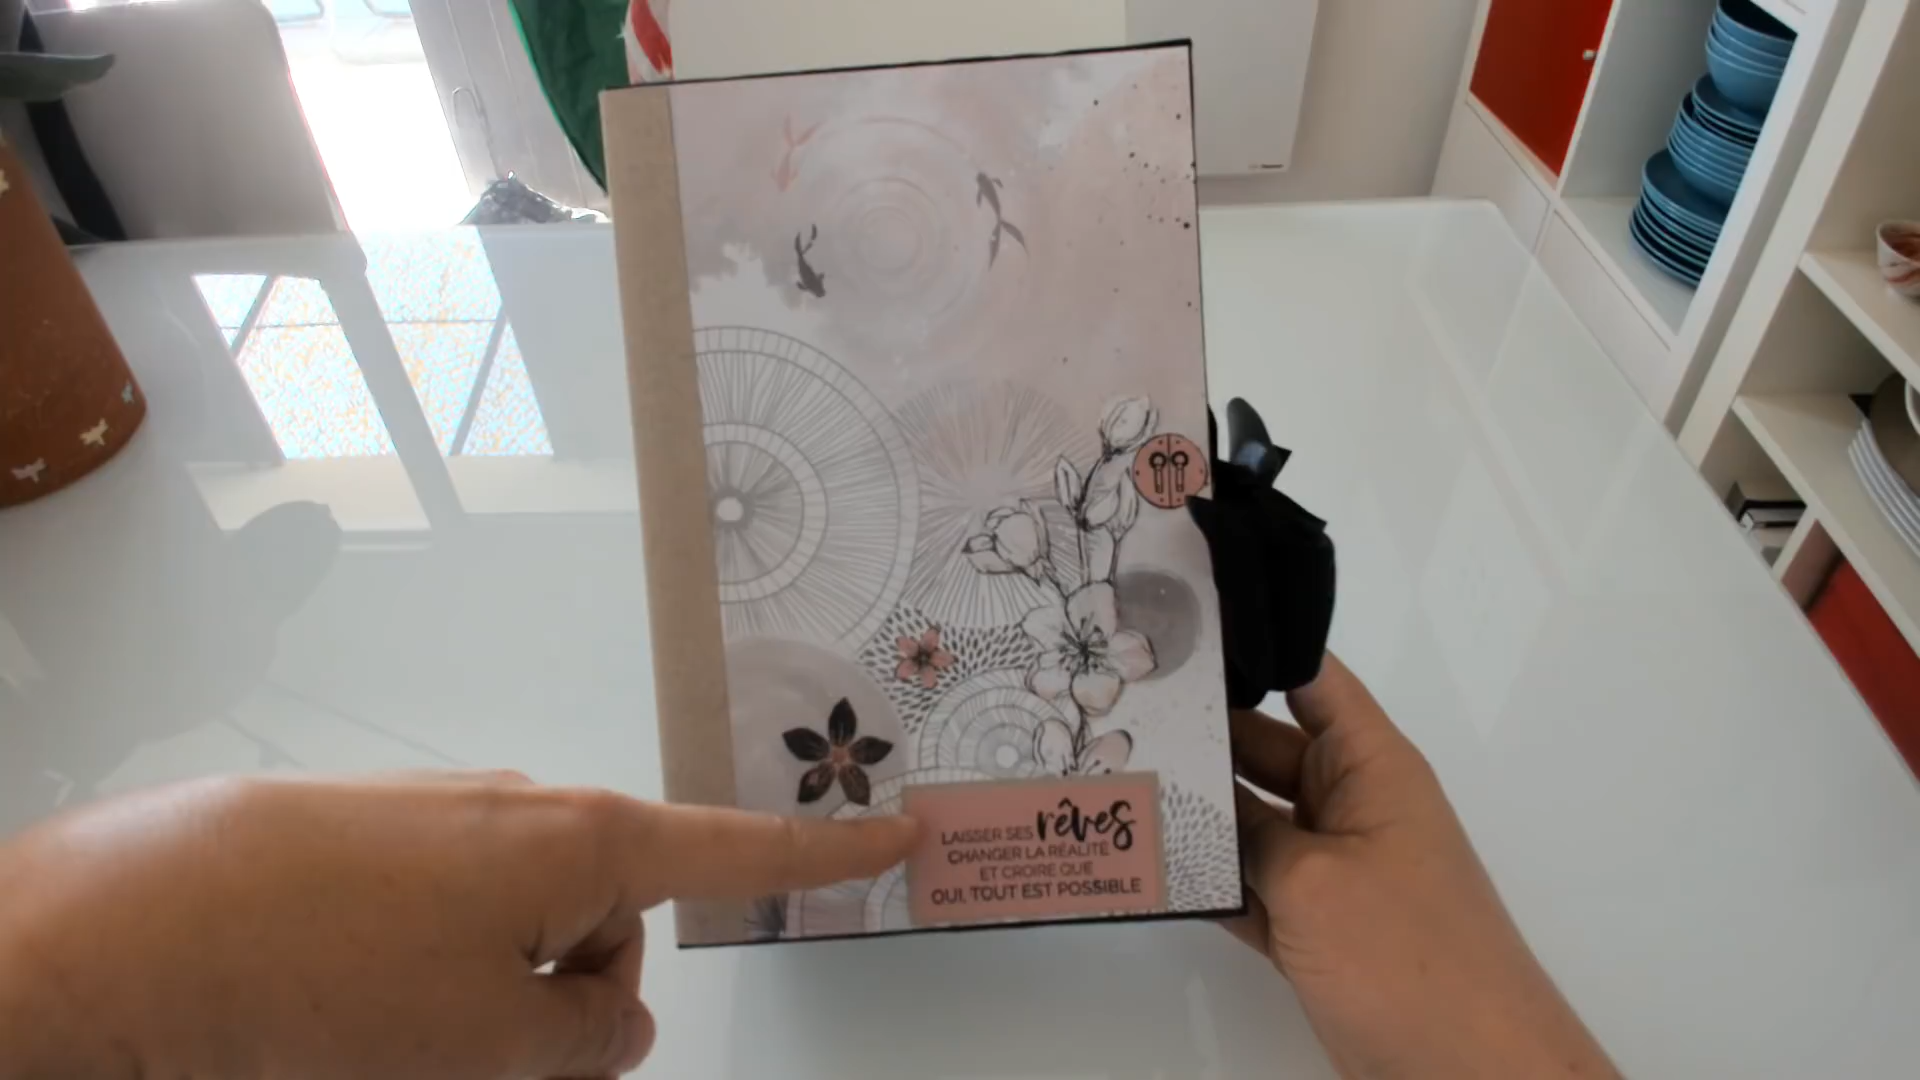 LAISSER SES rêves
CHANGER LA RÉALITÉ
ET CROIRE QUE
OUI, TOUT EST POSSIBLE